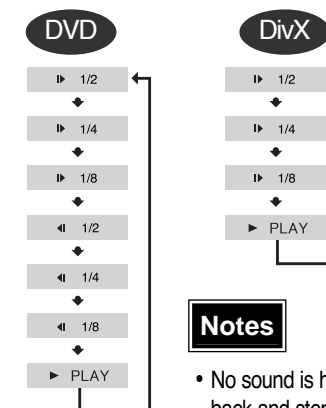 DVD
I▶ 1/2
I▶ 1/4
I▶ 1/8
◀I 1/2
◀I 1/4
◀I 1/8
► PLAY
DivX
I▶ 1/2
I▶ 1/4
I▶ 1/8
► PLAY
Notes
• No sound is
back and